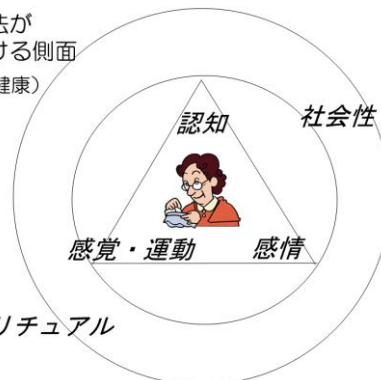 法が
ける側面
健康）
認知
社会性
感覚・運動
感情
リチュアル